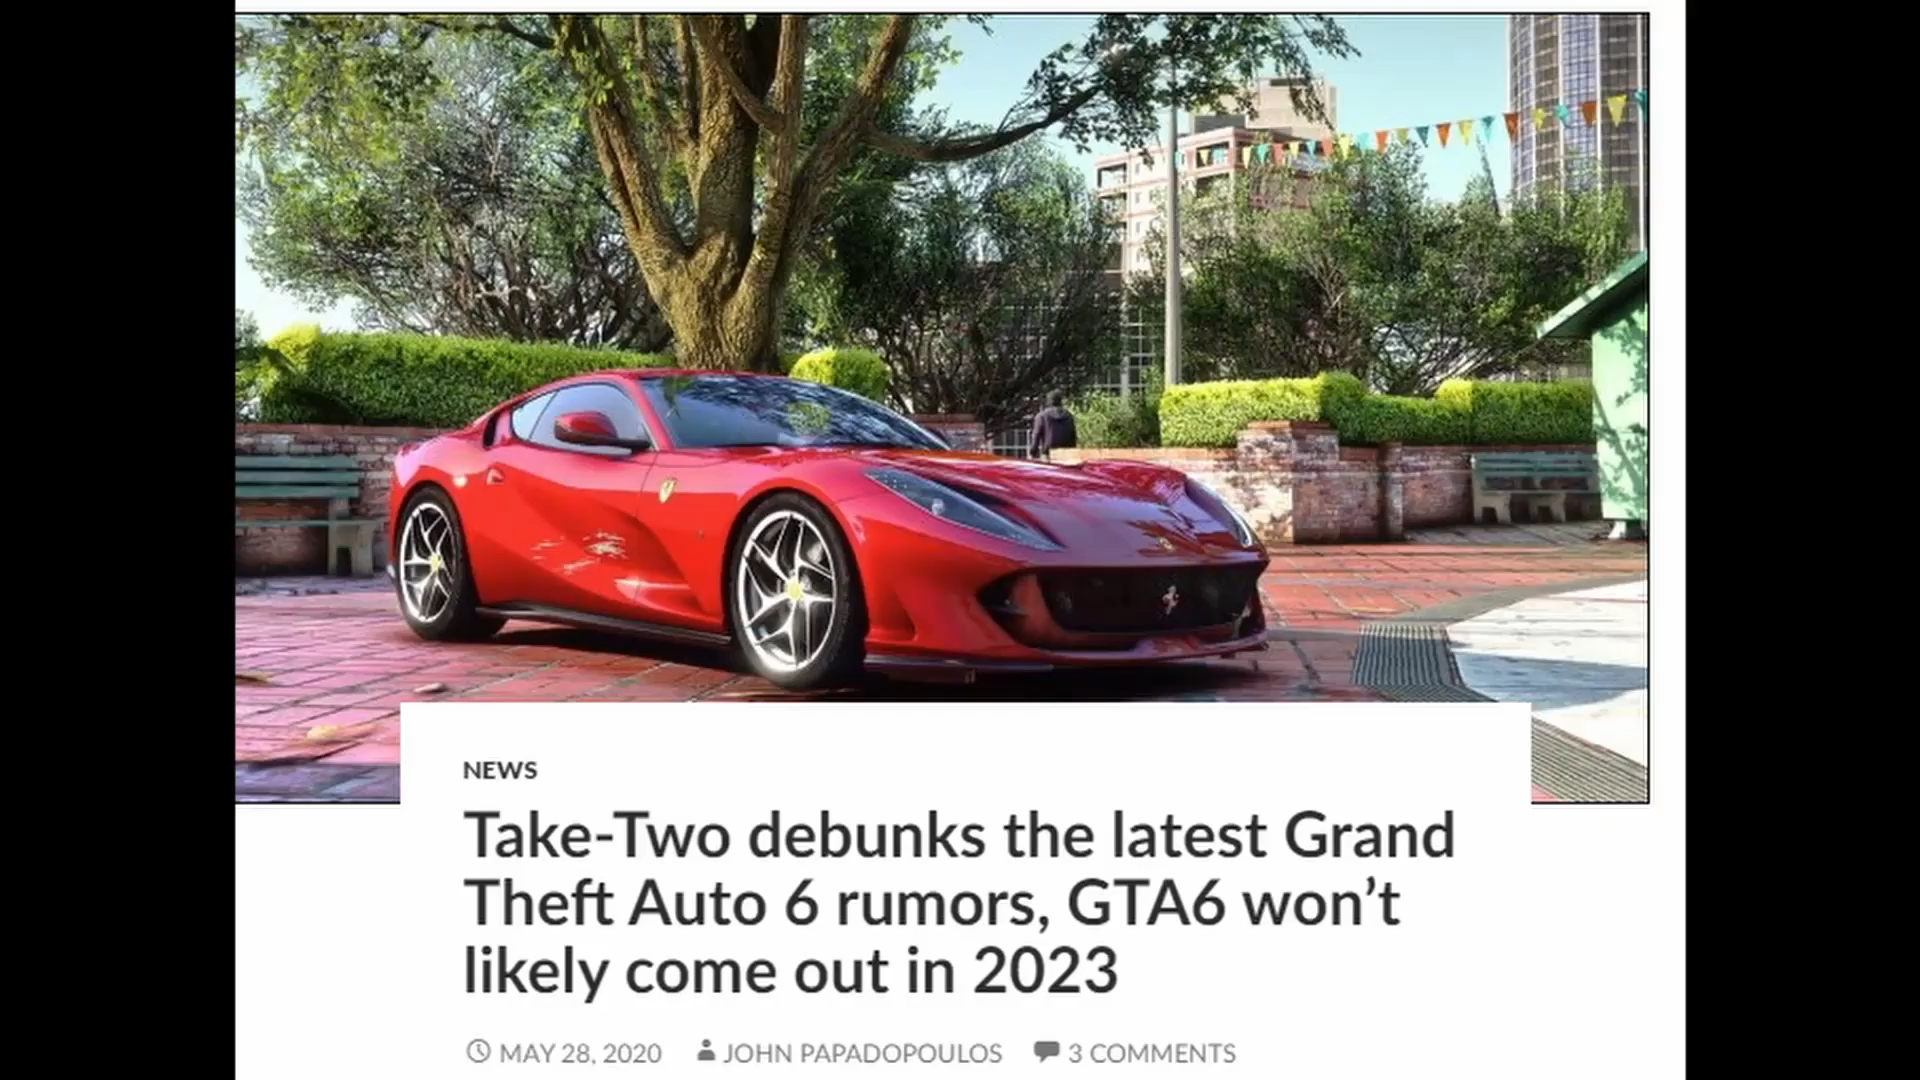 NEWS
Take-Two debunks the latest Grand
Theft Auto 6 rumors, GTA6 won’t
likely come out in 2023
MAY 28, 2020 JOHN PAPADOPOULOS 3 COMMENTS